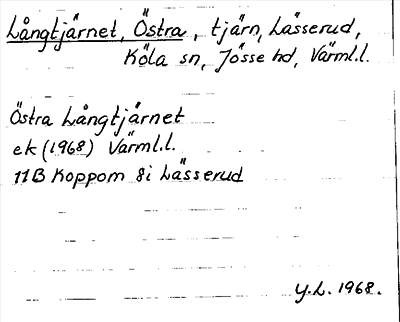 Långtjärnet, Östra, tjärn, Lässerud,
Köla sn, Jösse hd, Värml.l.
Östra Långtjärnet
ek (1968) Värml.l.
11B Koppom 8i Lässerud
Y.L. 1968.